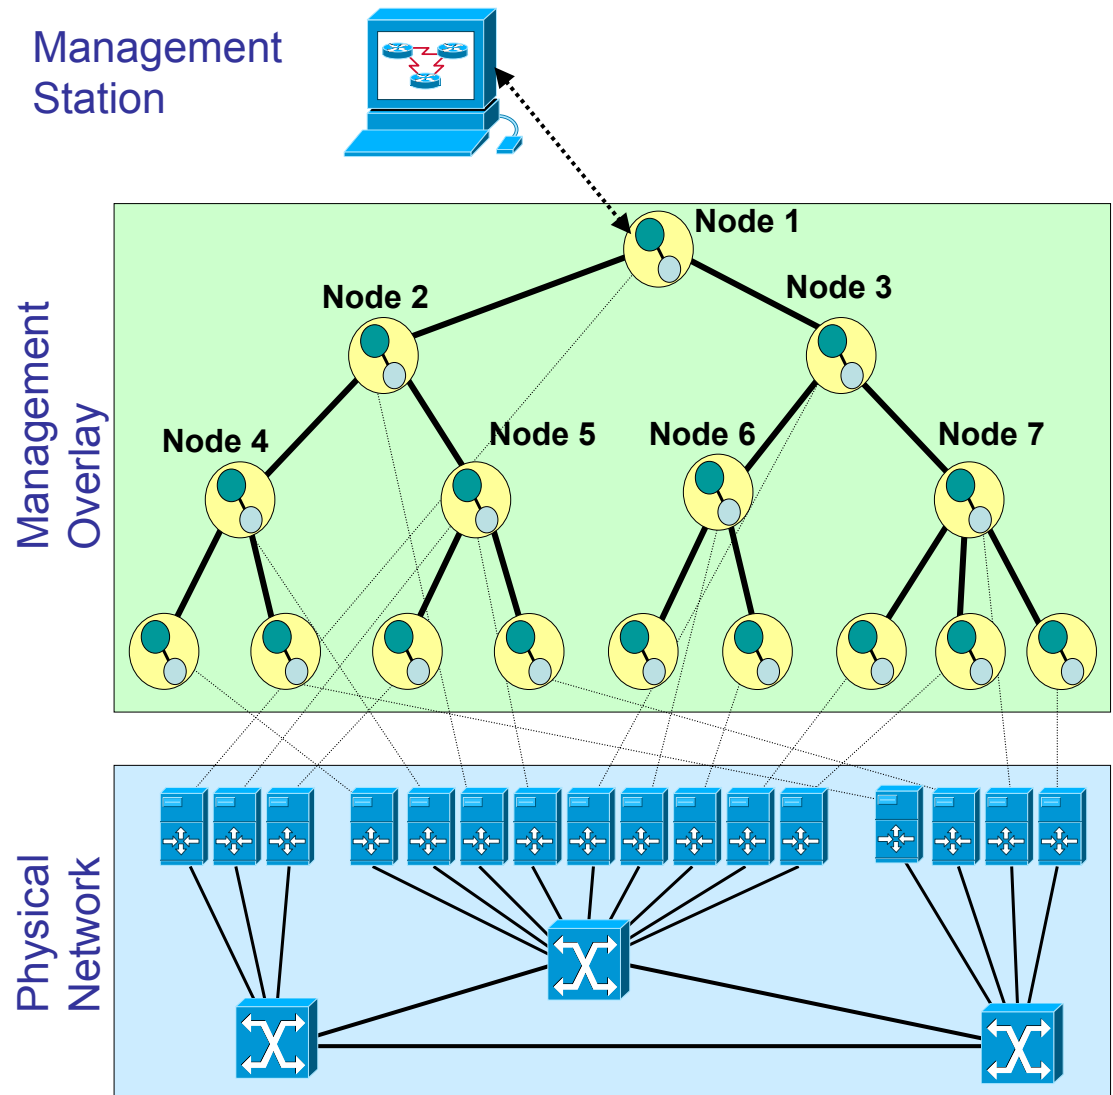 Management
Station
Node 1
Node 2
Node 3
Management
Overlay
Node 4
Node 5
Node 6
Node 7
Physical
Network